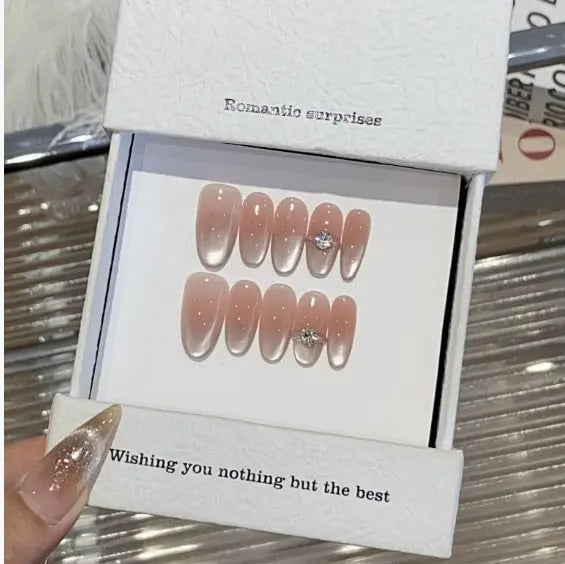 Romantic surprises
Wishing you nothing but the best